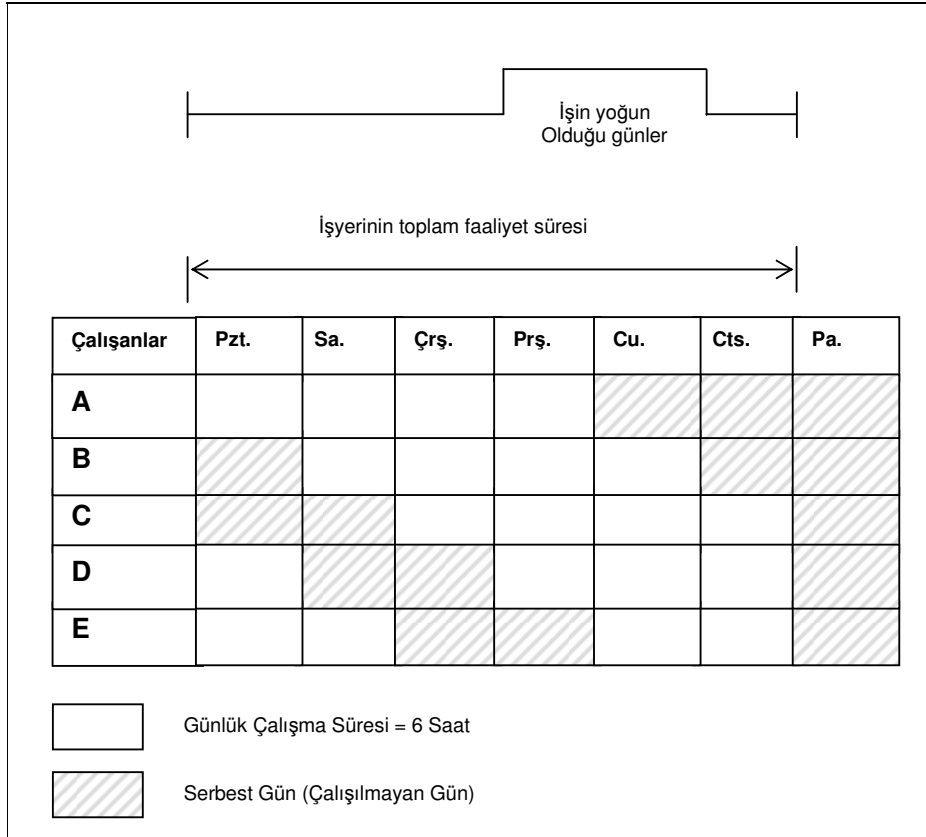 İşin yoğun
Olduğu günler
İşyerinin toplam faaliyet süresi
Çalışanlar Pzt. Sa. Çrş. Prş. Cu. Cts. Pa.
A
B
C
D
E
Günlük Çalışma Süresi = 6 Saat
Serbest Gün (Çalışılmayan Gün)